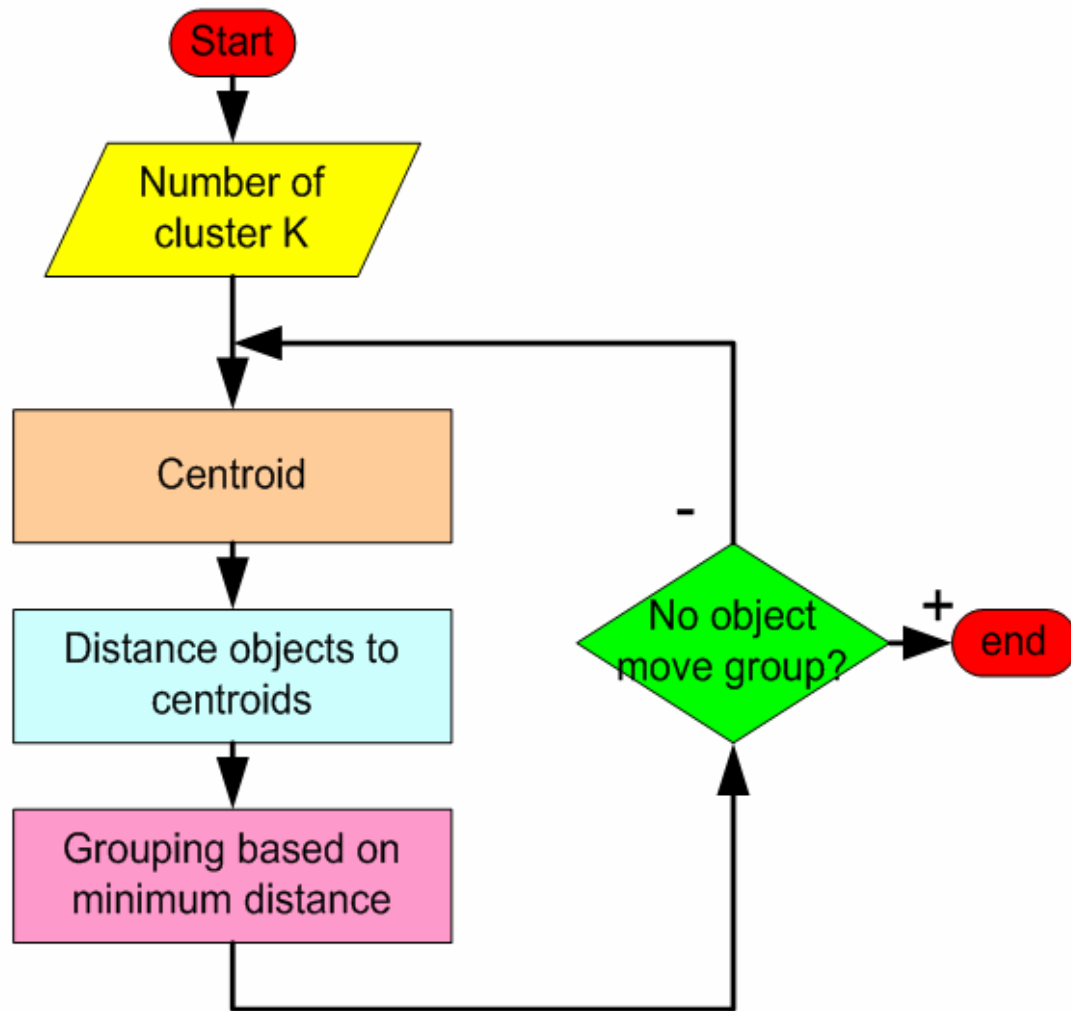 Start
Number of
cluster K
Centroid
Distance objects to
centroids
Grouping based on
minimum distance
-
No object
move group?
+
end